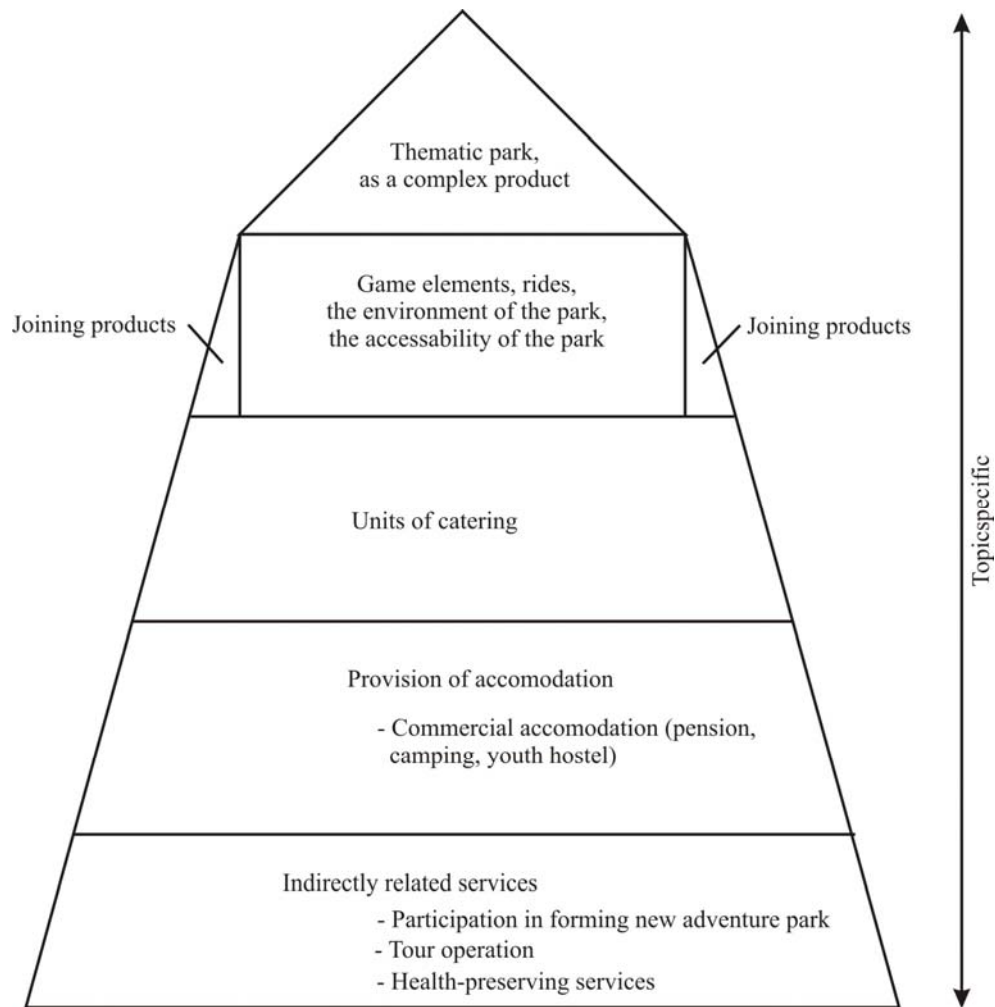 Thematic park,
as a complex product
Game elements, rides,
the environment of the park,
the accessability of the park
Joining products
Joining products
Units of catering
Provision of accomodation
- Commercial accomodation (pension,
camping, youth hostel)
Indirectly related services
- Participation in forming new adventure park
- Tour operation
- Health-preserving services
Topicspecific